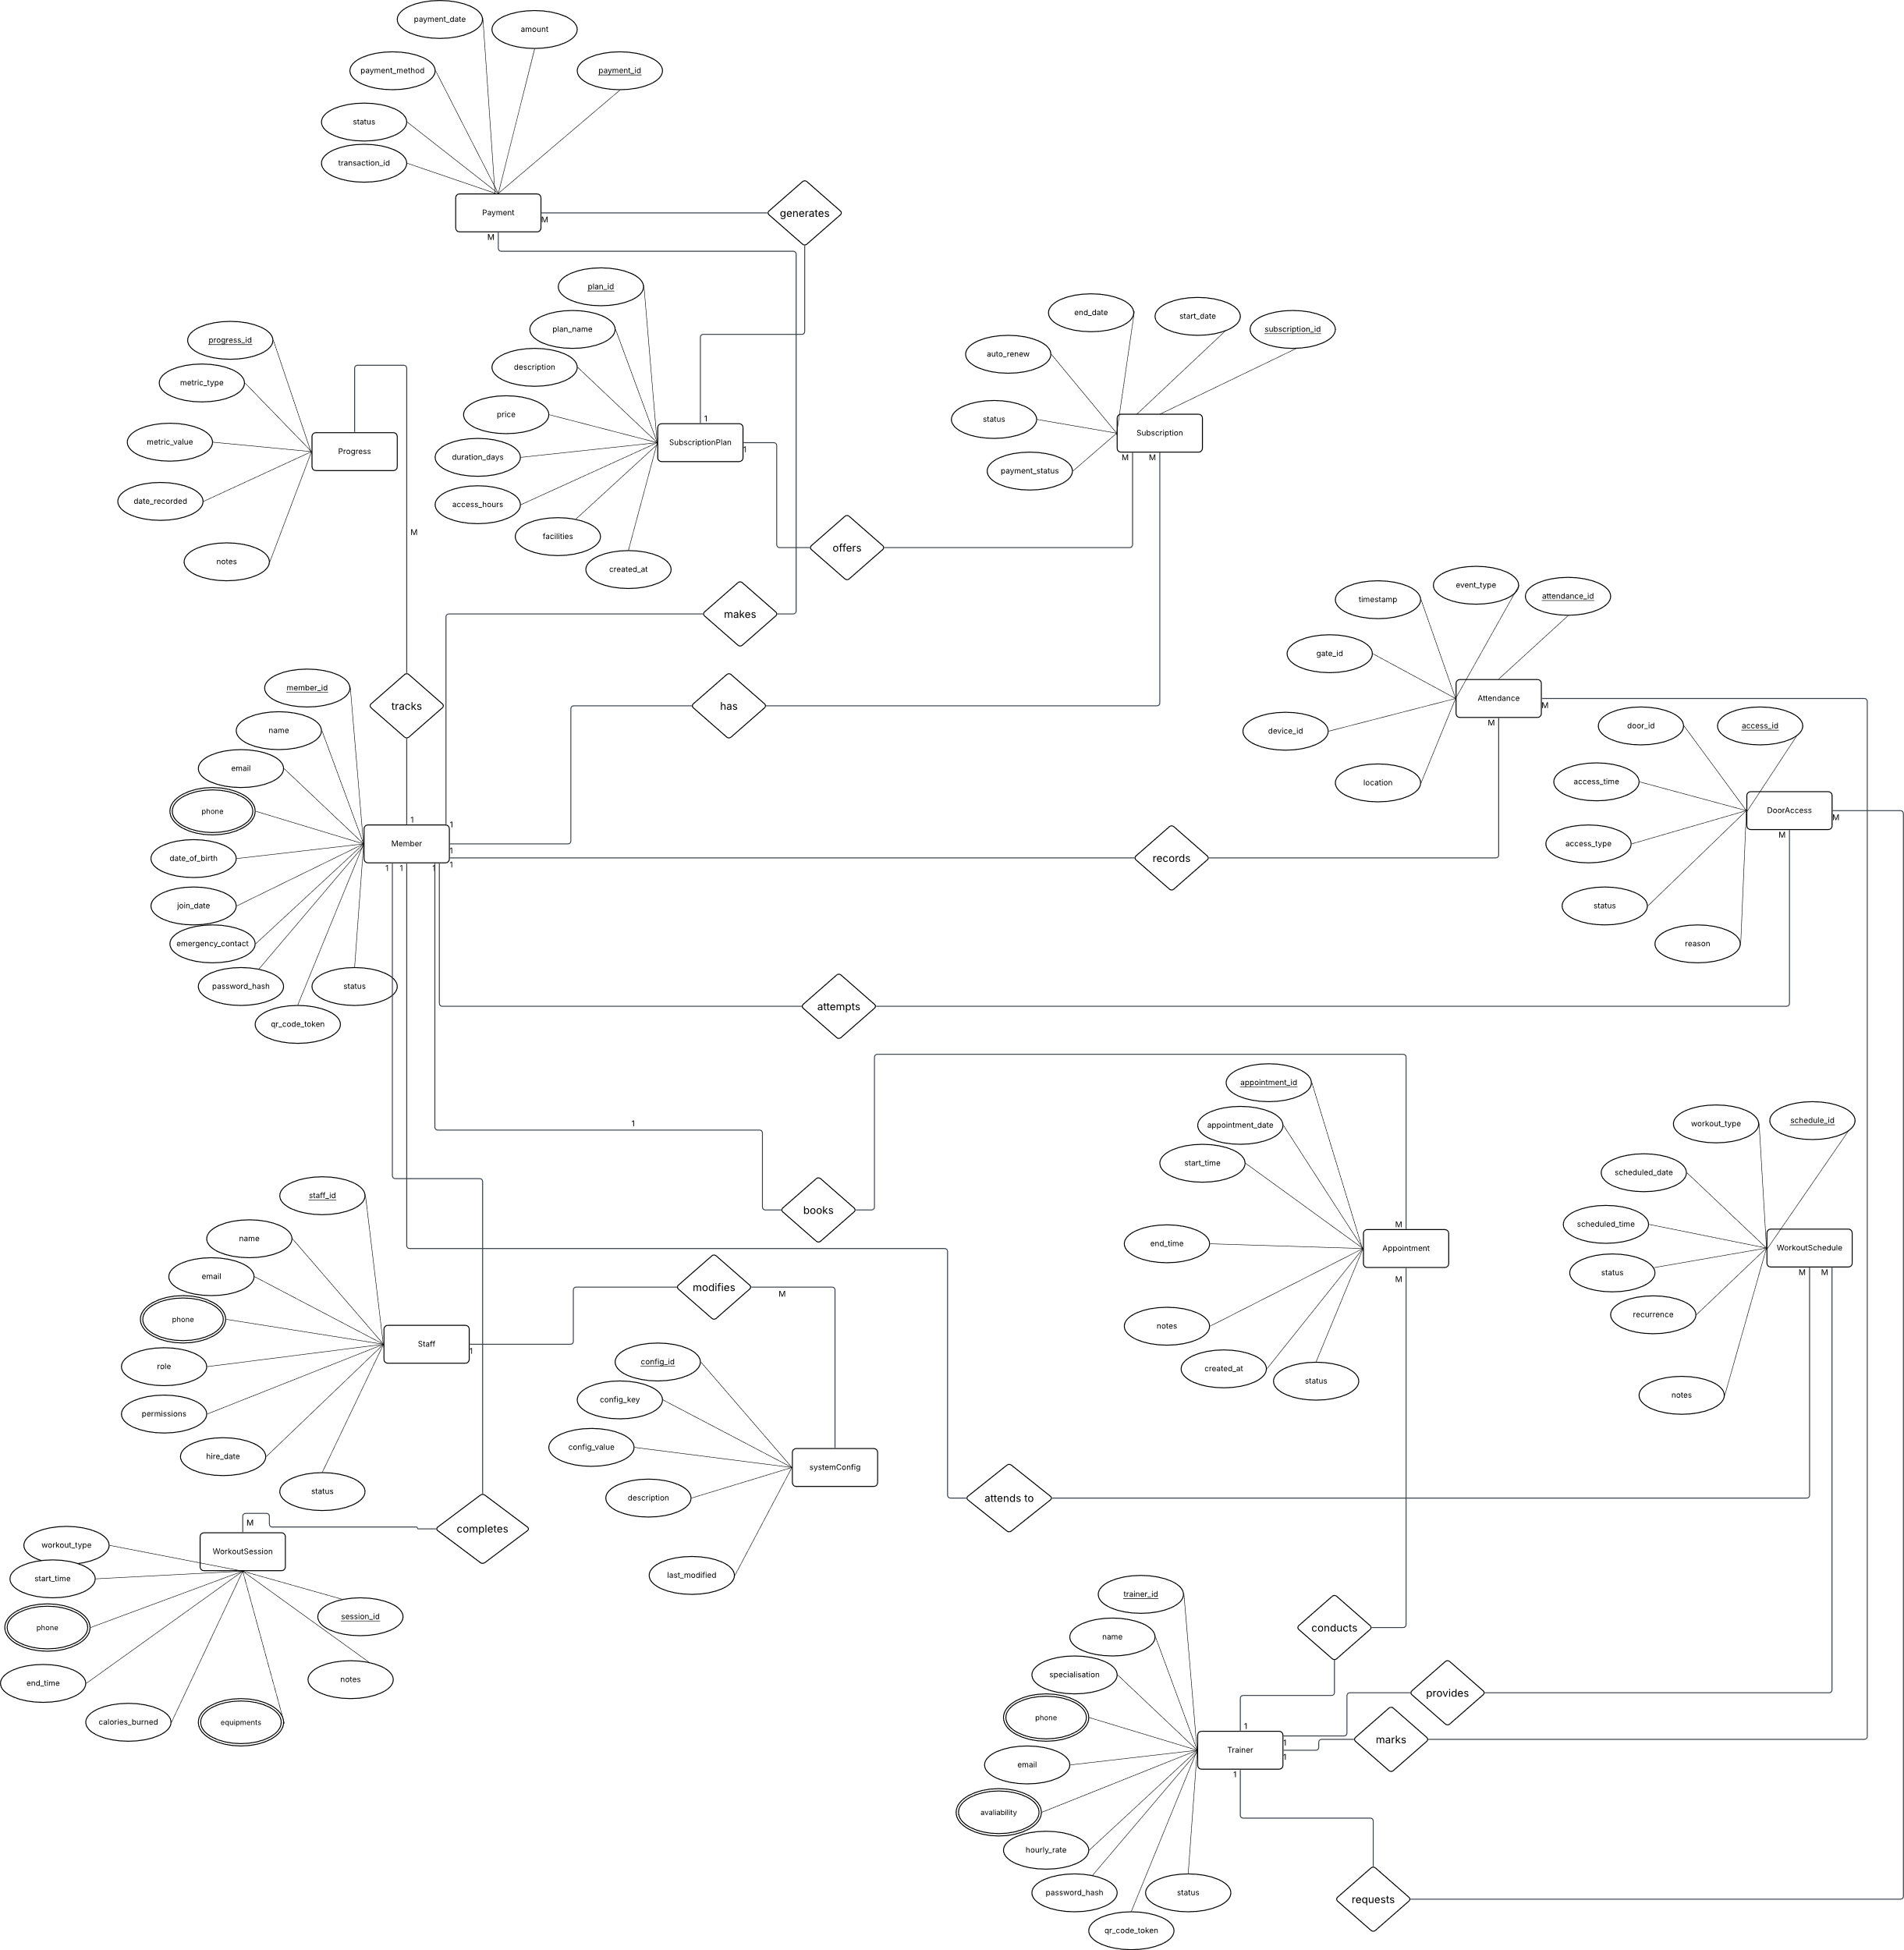 payment_date
amount
payment_method
payment_id
status
transaction_id
Payment
M
generates
M
plan_id
plan_name
description
price
duration_days
access_hours
facilities
created_at
SubscriptionPlan
1
1
end_date
start_date
subscription_id
auto_renew
status
payment_status
Subscription
M
M
progress_id
metric_type
metric_value
date_recorded
notes
Progress
M
offers
makes
tracks
has
timestamp
event_type
attendance_id
gate_id
device_id
location
Attendance
M
M
door_id
access_id
access_time
access_type
status
reason
DoorAccess
M
M
member_id
name
email
phone
date_of_birth
join_date
emergency_contact
password_hash
qr_code_token
status
Member
1
1
1
1
1
1
1
records
attempts
1
books
appointment_id
appointment_date
start_time
end_time
notes
created_at
status
Appointment
M
M
workout_type
schedule_id
scheduled_date
scheduled_time
status
recurrence
notes
WorkoutSchedule
M
M
staff_id
name
email
phone
role
permissions
hire_date
status
Staff
1
modifies
M
config_id
config_key
config_value
description
last_modified
systemConfig
attends to
completes
M
WorkoutSession
workout_type
start_time
phone
end_time
calories_burned
equipments
notes
session_id
trainer_id
name
specialisation
phone
email
avaliability
hourly_rate
password_hash
qr_code_token
status
Trainer
1
1
1
1
conducts
provides
marks
requests